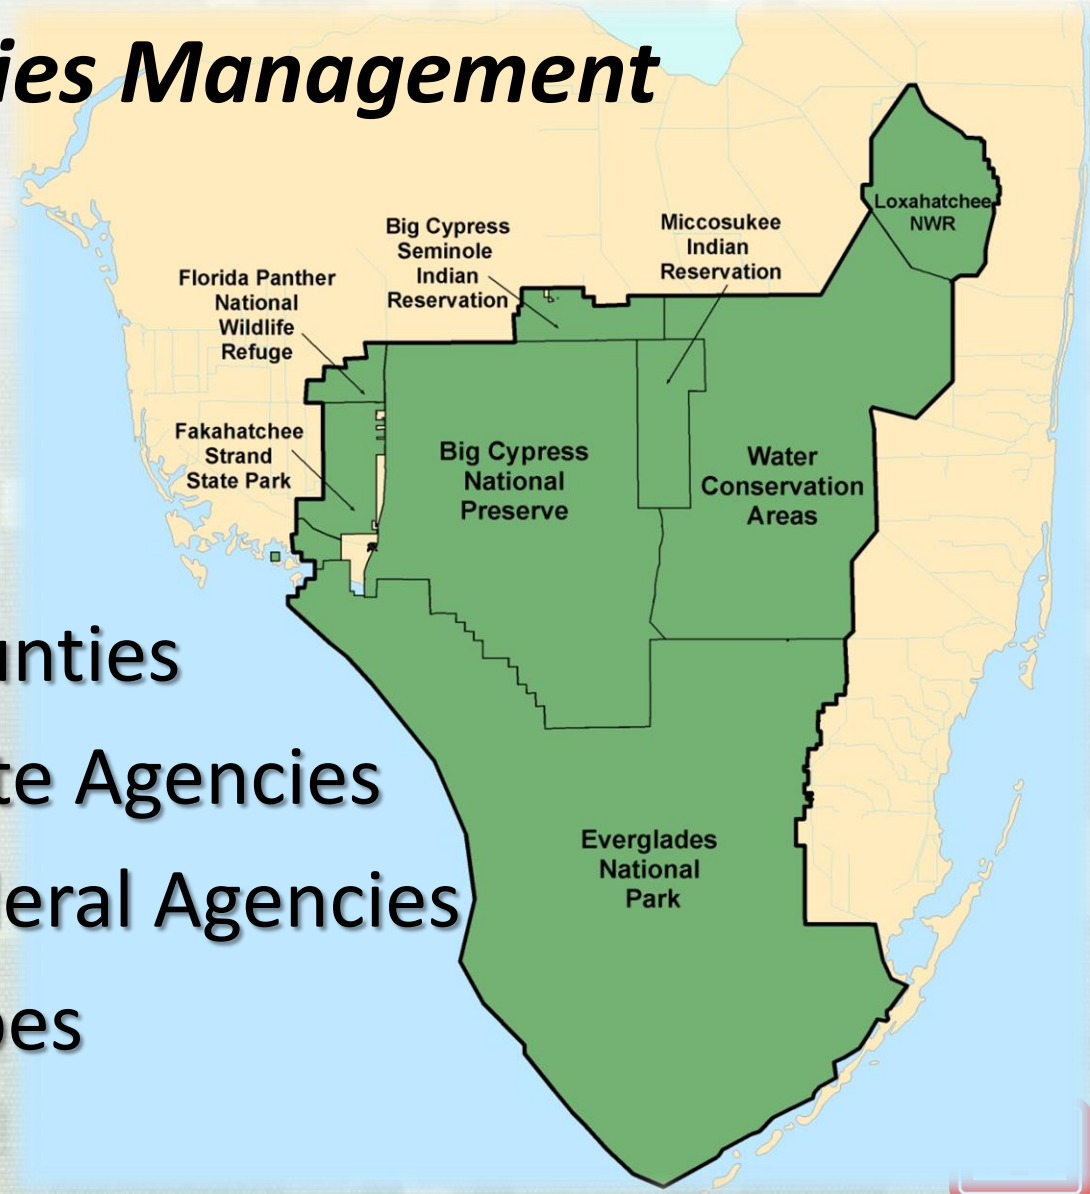 ies Management
Loxahatchee
NWR
Miccosukee
Indian
Reservation
Big Cypress
Seminole
Indian
Reservation
Florida Panther
National
Wildlife
Refuge
Fakahatchee
Strand
State Park
Big Cypress
National
Preserve
Water
Conservation
Areas
unties
te Agencies
Everglades
National
Park
eral Agencies
es